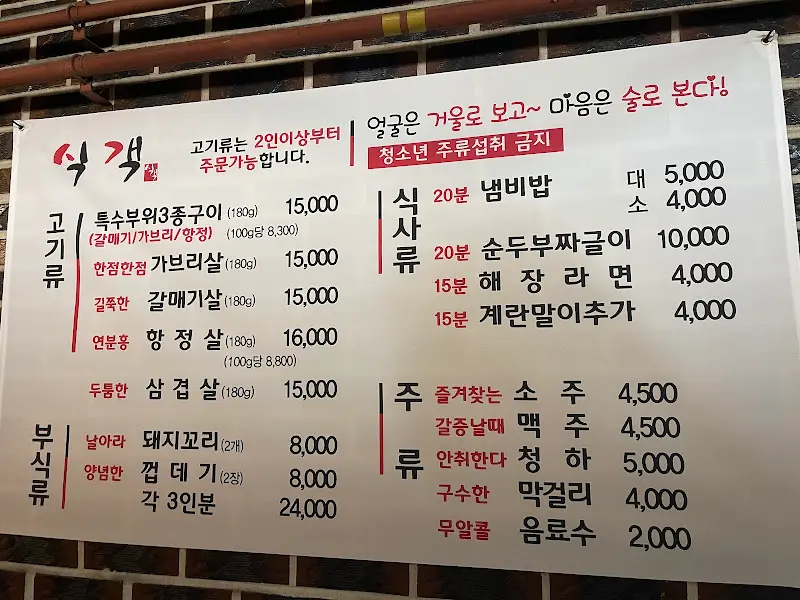 식객 식객
고기류는 2인이상부터
주문가능합니다.
얼굴은 거울로 보고~ 마음은 술로 본다!
청소년 주류섭취 금지
고기류
특수부위3종구이 (180g) 15,000
(갈매기/가브리/항정) (100g당 8,300)
한점한점 가브리살 (180g) 15,000
길쭉한 갈매기살 (180g) 15,000
연분홍 항정살 (180g) 16,000
(100g당 8,800)
두툼한 삼겹살 (180g) 15,000
부식류
날아라 돼지꼬리 (2개) 8,000
양념한 껍데기 (2장) 8,000
각 3인분 24,000
식사류
20분 냄비밥 대 5,000
소 4,000
20분 순두부짜글이 10,000
15분 해장라면 4,000
15분 계란말이추가 4,000
주류
즐겨찾는 소주 4,500
갈증날때 맥주 4,500
안취한다 청하 5,000
구수한 막걸리 4,000
무알콜 음료수 2,000